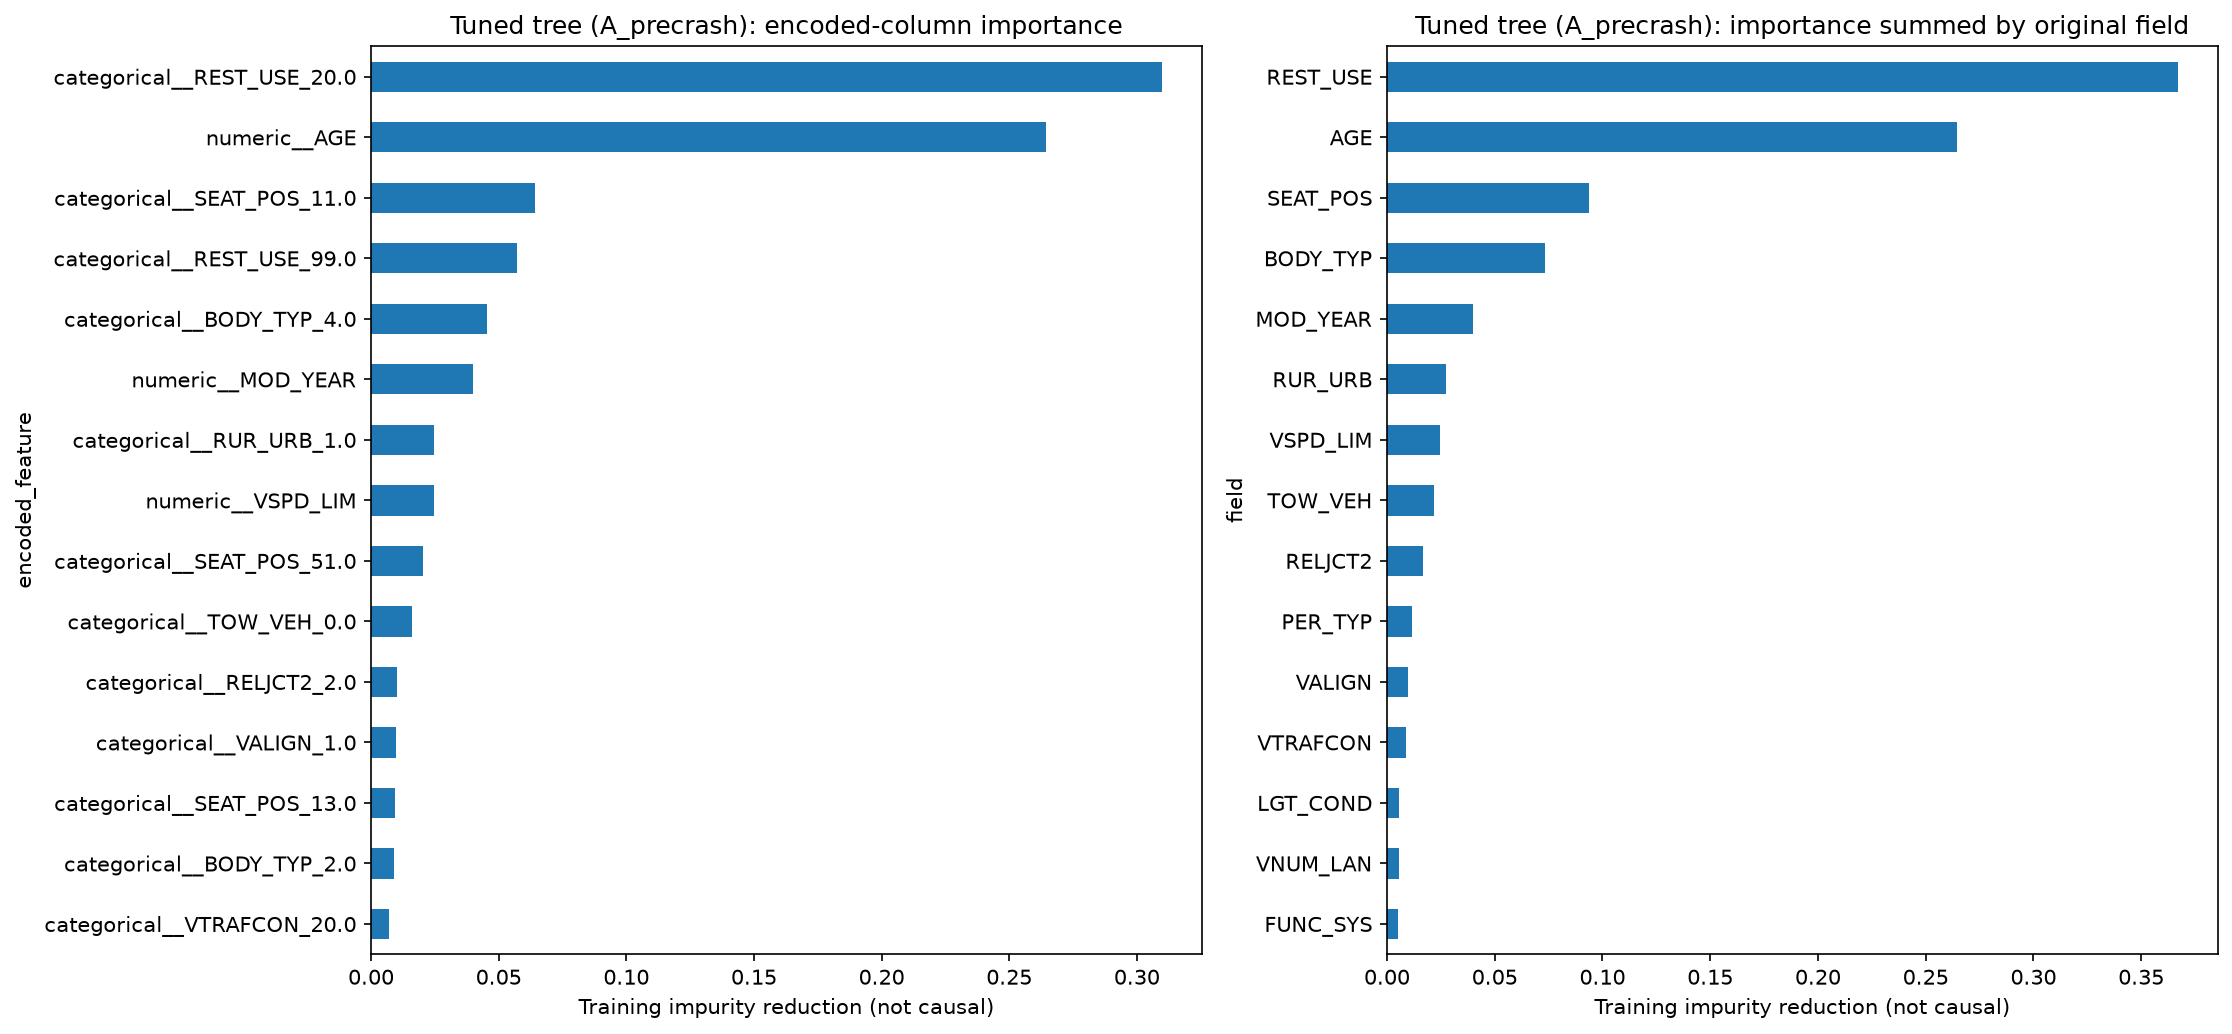 Tuned tree (A_precrash): encoded-column importance
encoded_feature
categorical__REST_USE_20.0
numeric__AGE
categorical__SEAT_POS_11.0
categorical__REST_USE_99.0
categorical__BODY_TYP_4.0
numeric__MOD_YEAR
categorical__RUR_URB_1.0
numeric__VSPD_LIM
categorical__SEAT_POS_51.0
categorical__TOW_VEH_0.0
categorical__RELJCT2_2.0
categorical__VALIGN_1.0
categorical__SEAT_POS_13.0
categorical__BODY_TYP_2.0
categorical__VTRAFCON_20.0
0.00 0.05 0.10 0.15 0.20 0.25 0.30
Training impurity reduction (not causal)
Tuned tree (A_precrash): importance summed by original field
field
REST_USE
AGE
SEAT_POS
BODY_TYP
MOD_YEAR
RUR_URB
VSPD_LIM
TOW_VEH
RELJCT2
PER_TYP
VALIGN
VTRAFCON
LGT_COND
VNUM_LAN
FUNC_SYS
0.00 0.05 0.10 0.15 0.20 0.25 0.30 0.35
Training impurity reduction (not causal)